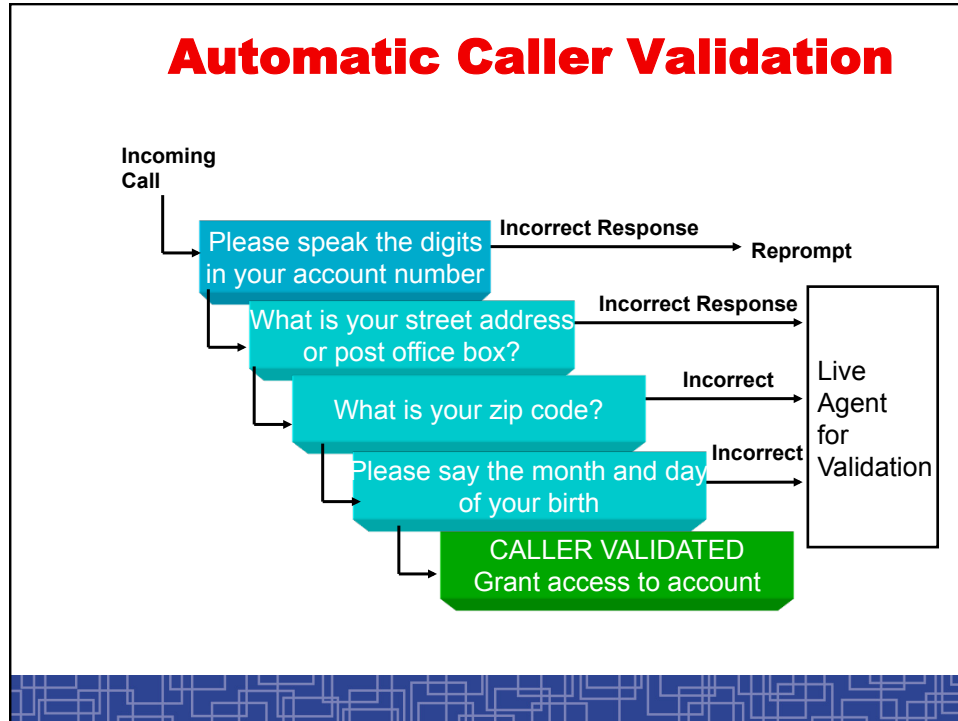 Automatic Caller Validation
Incoming
Call
Please speak the digits
in your account number
Incorrect Response
Reprompt
What is your street address
or post office box?
Incorrect Response
What is your zip code?
Incorrect
Please say the month and day
of your birth
Incorrect
Live
Agent
for
Validation
CALLER VALIDATED
Grant access to account